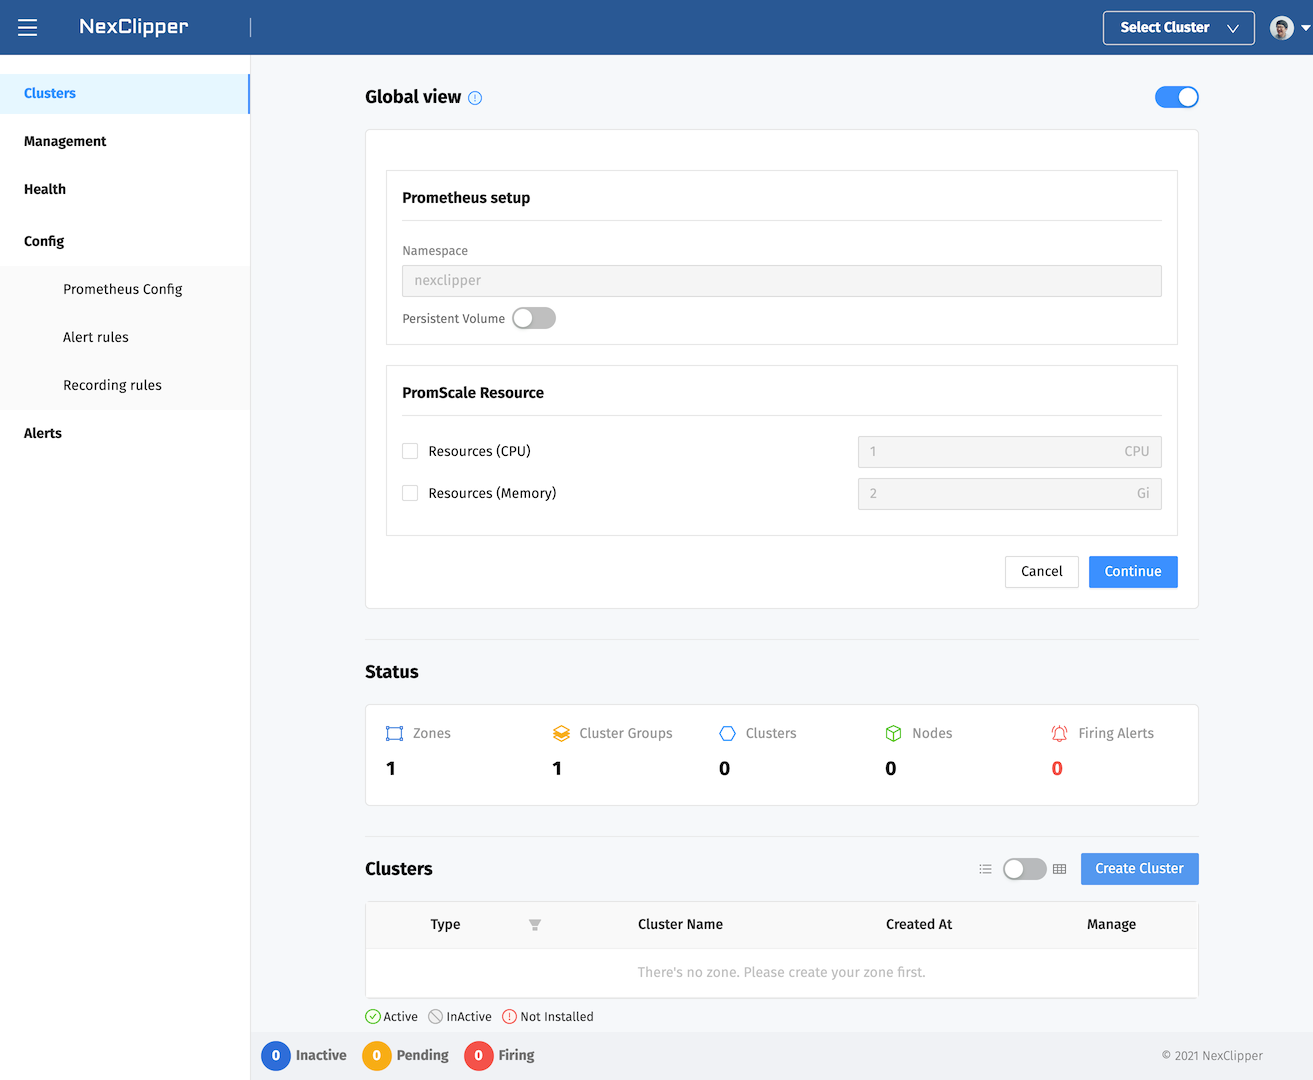 NexClipper
Select Cluster
Clusters
Management
Health
Config
Prometheus Config
Alert rules
Recording rules
Alerts
Global view
Prometheus setup
Namespace
nexclipper
Persistent Volume
PromScale Resource
Resources (CPU)
1 CPU
Resources (Memory)
2 Gi
Cancel Continue
Status
Zones Cluster Groups Clusters Nodes Firing Alerts
1 1 0 0 0
Clusters
Create Cluster
Type Cluster Name Created At Manage
There's no zone. Please create your zone first.
Active InActive Not Installed
0 Inactive 0 Pending 0 Firing
© 2021 NexClipper